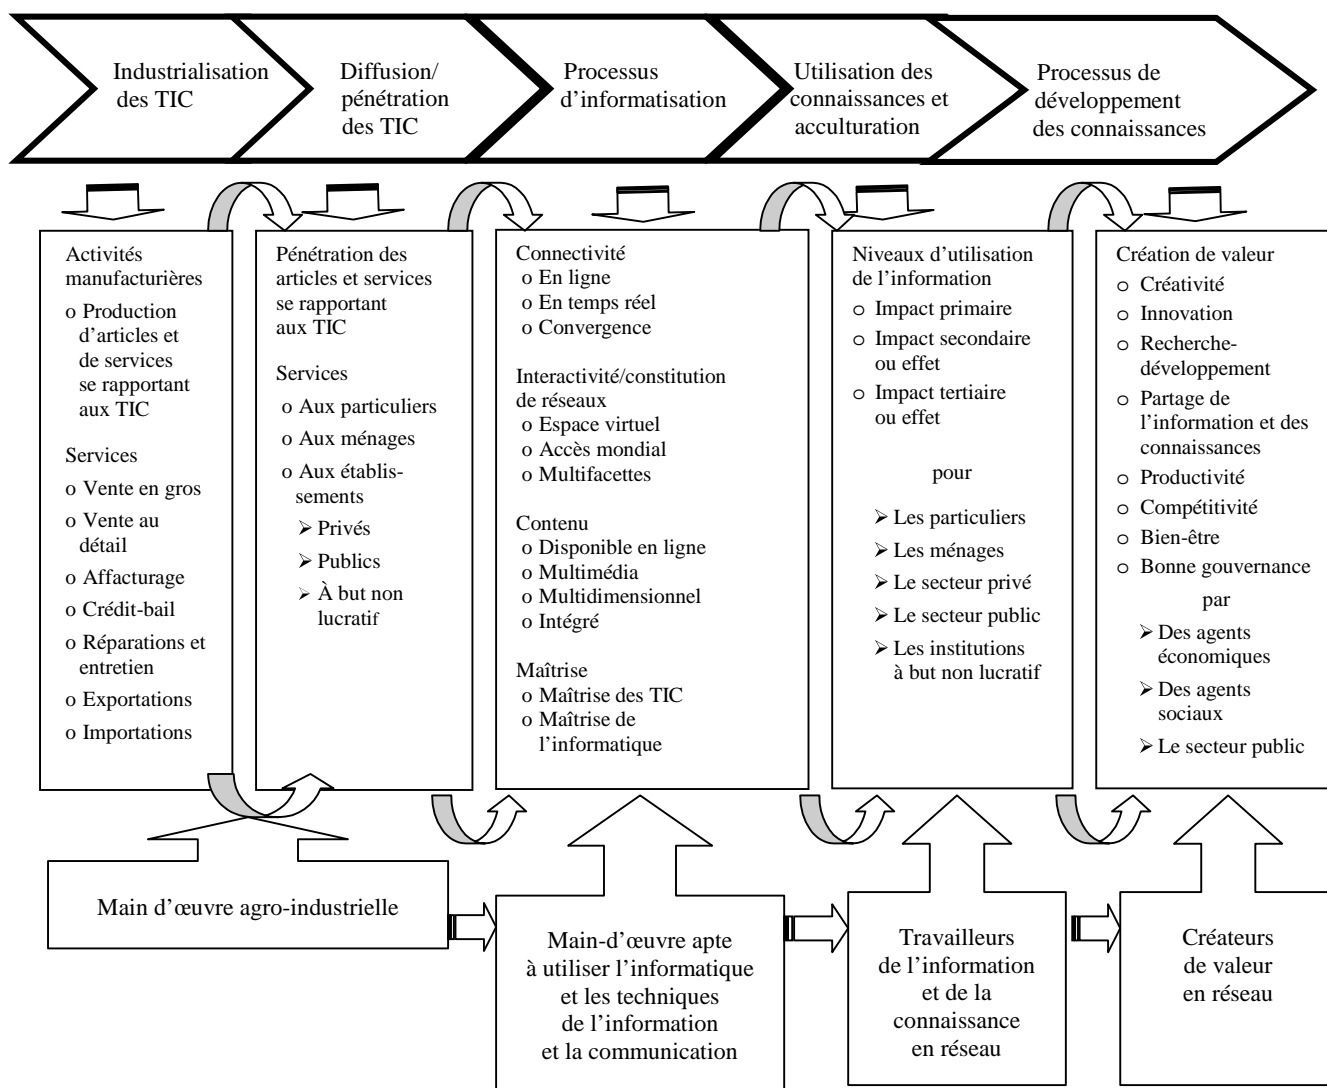 Industrialisation
des TIC
Diffusion/
pénétration
des TIC
Processus
d’informatisation
Utilisation des
connaissances et
acculturation
Processus de
développement
des connaissances
Activités
manufacturières
o Production
d’articles et
de services
se rapportant
aux TIC
Services
o Vente en gros
o Vente au
détail
o Affacturage
o Crédit-bail
o Réparations et
entretien
o Exportations
o Importations
Pénétration des
articles et services
se rapportant
aux TIC
Services
o Aux particuliers
o Aux ménages
o Aux établis-
sements
➢ Privés
➢ Publics
➢ À but non
lucratif
Connectivité
o En ligne
o En temps réel
o Convergence
Interactivité/constitution
de réseaux
o Espace virtuel
o Accès mondial
o Multifacettes
Contenu
o Disponible en ligne
o Multimédia
o Multidimensionnel
o Intégré
Maîtrise
o Maîtrise des TIC
o Maîtrise de
l’informatique
Niveaux d’utilisation
de l’information
o Impact primaire
o Impact secondaire
ou effet
o Impact tertiaire
ou effet
pour
➢ Les particuliers
➢ Les ménages
➢ Le secteur privé
➢ Le secteur public
➢ Les institutions
à but non lucratif
Création de valeur
o Créativité
o Innovation
o Recherche-
développement
o Partage de
l’information et des
connaissances
o Productivité
o Compétitivité
o Bien-être
o Bonne gouvernance
par
➢ Des agents
économiques
➢ Des agents
sociaux
➢ Le secteur public
Main d’œuvre agro-industrielle
Main-d’œuvre apte
à utiliser l’informatique
et les techniques
de l’information
et la communication
Travailleurs
de l’information
et de la
connaissance
en réseau
Créateurs
de valeur
en réseau